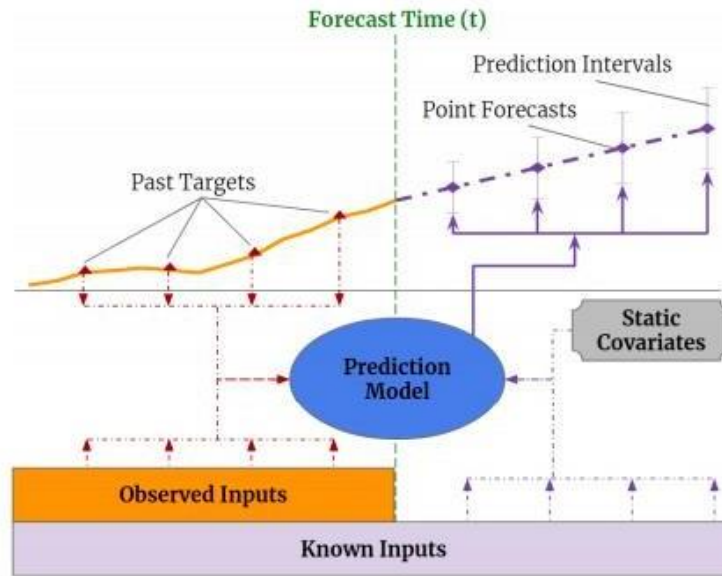 Forecast Time (t)
Prediction Intervals
Point Forecasts
Past Targets
Static
Covariates
Prediction
Model
Observed Inputs
Known Inputs